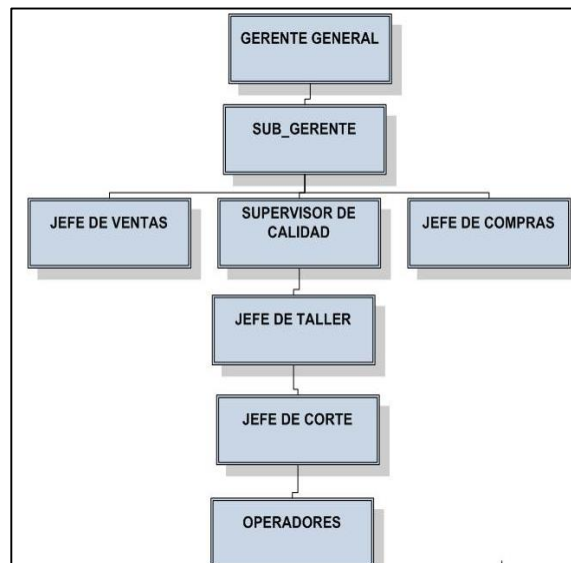 GERENTE GENERAL
SUB_GERENTE
JEFE DE VENTAS
SUPERVISOR DE
CALIDAD
JEFE DE COMPRAS
JEFE DE TALLER
JEFE DE CORTE
OPERADORES